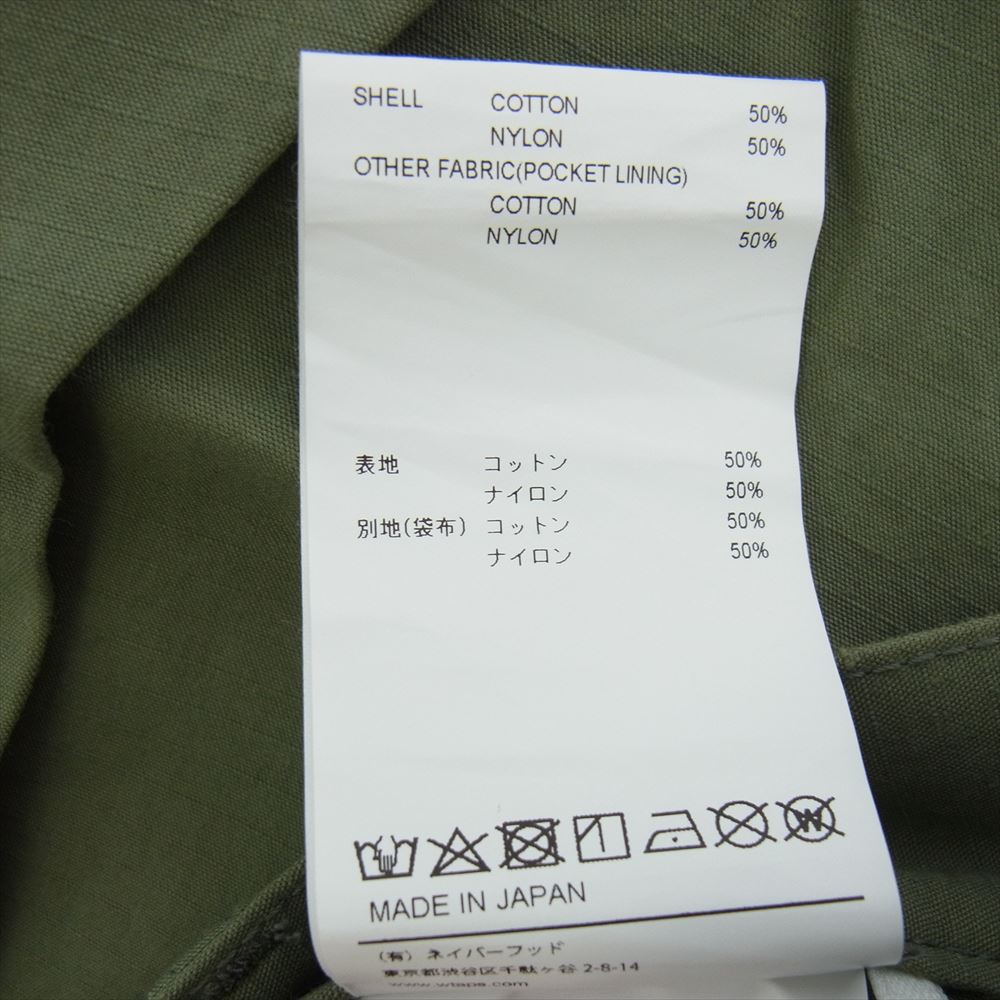 SHELL COTTON 50%
NYLON 50%
OTHER FABRIC(POCKET LINING)
COTTON 50%
NYLON 50%
表地 コットン 50%
ナイロン 50%
別地(袋布) コットン 50%
ナイロン 50%
W
MADE IN JAPAN
(有) ネイバーフッド
東京都渋谷区千駄ヶ谷 2-8-14
www.wtaps.com